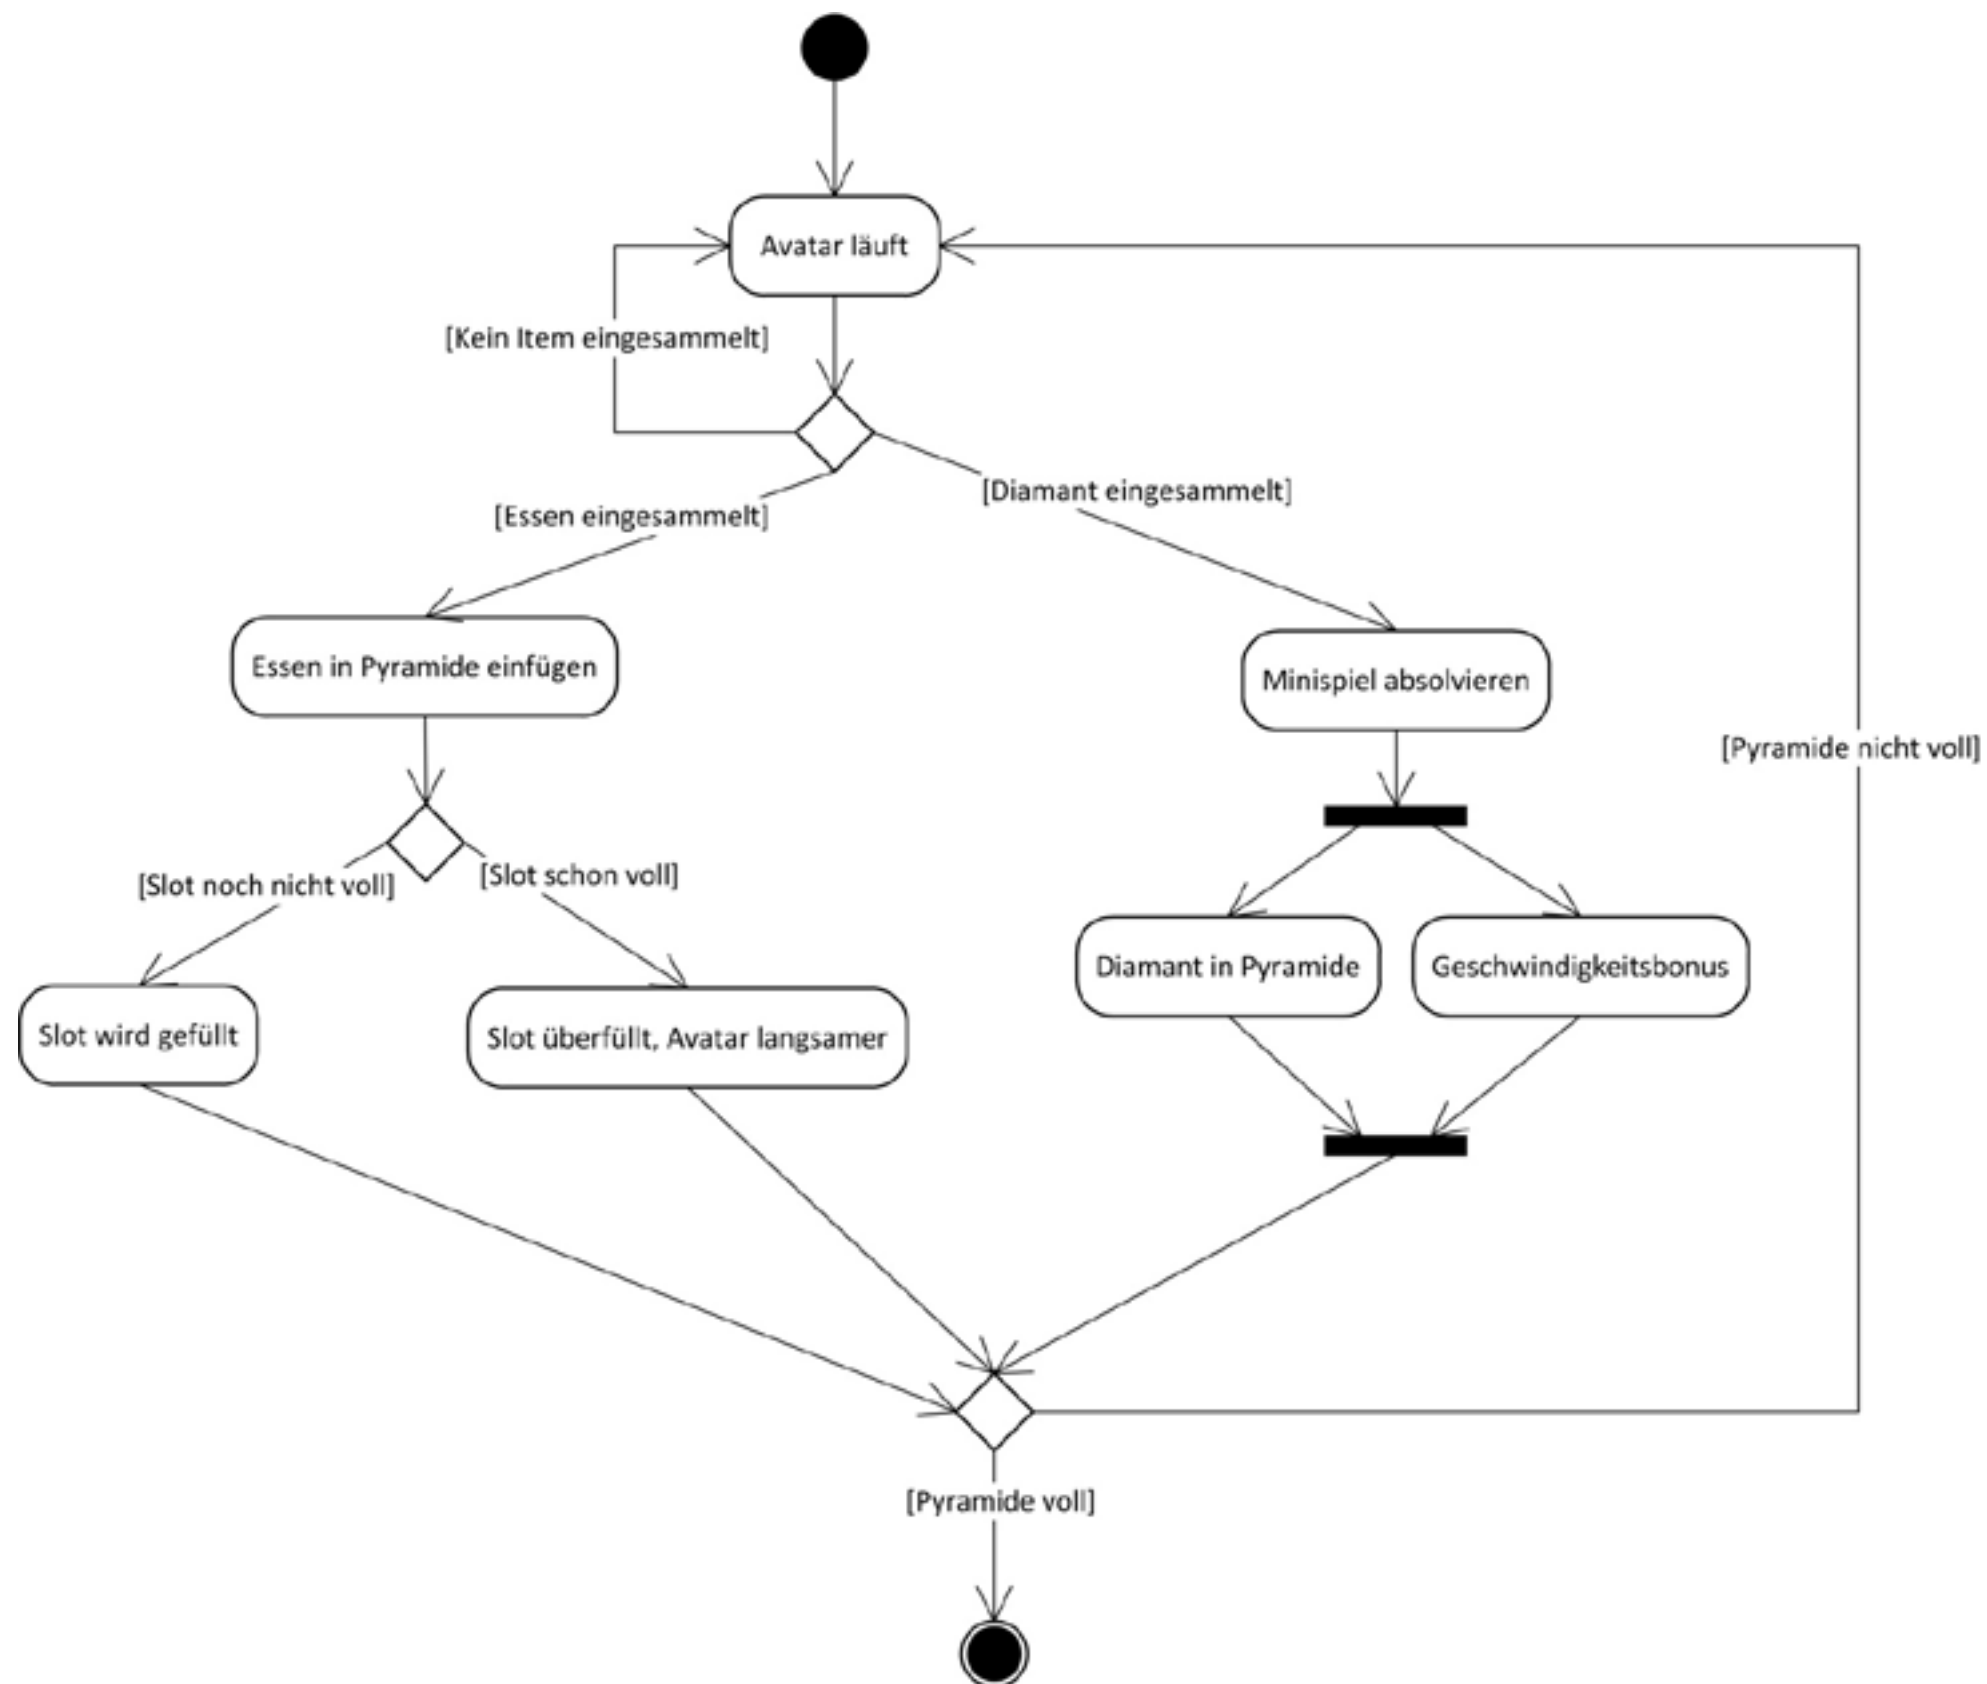 Avatar läuft
[Kein Item eingesammelt]
[Diamant eingesammelt]
[Essen eingesammelt]
Essen in Pyramide einfügen
Minispiel absolvieren
[Pyramide nicht voll]
[Slot noch nicht voll]
[Slot schon voll]
Diamant in Pyramide
Geschwindigkeitsbonus
Slot wird gefüllt
Slot überfüllt, Avatar langsamer
[Pyramide voll]